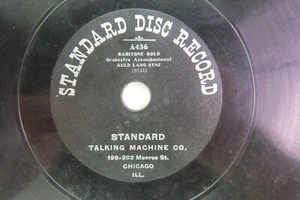 STANDARD DISC RECORD
A436
BARITONE SOLO
Orchestra Accompaniment
AULD LANG SYNE
STANDARD
TALKING MACHINE CO.
198-202 Monroe St.
CHICAGO
ILL.